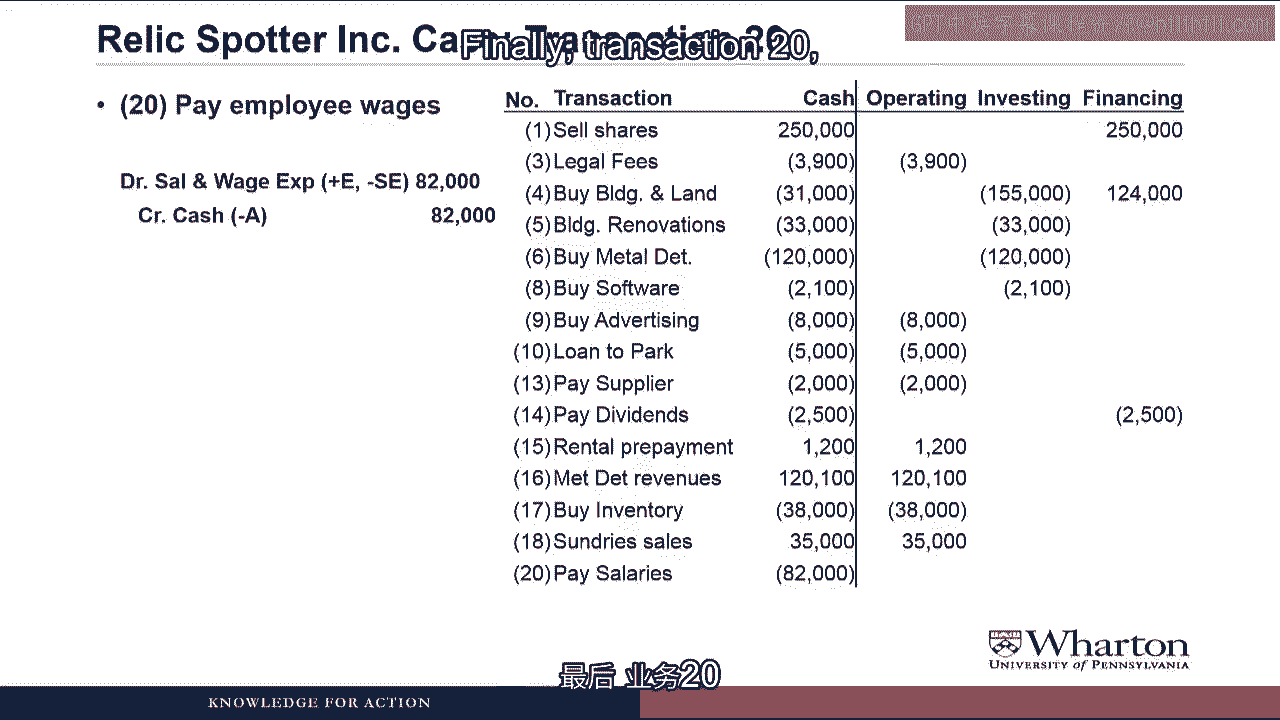 Relic Spotter Inc. Ca
Finally, transaction 20,
• (20) Pay employee wages
Dr. Sal & Wage Exp (+E, -SE) 82,000
Cr. Cash (-A) 82,000
No. Transaction Cash Operating Investing Financing
(1) Sell shares 250,000 250,000
(3) Legal Fees (3,900) (3,900)
(4) Buy Bldg. & Land (31,000) (155,000) 124,000
(5) Bldg. Renovations (33,000) (33,000)
(6) Buy Metal Det. (120,000) (120,000)
(8) Buy Software (2,100) (2,100)
(9) Buy Advertising (8,000) (8,000)
(10) Loan to Park (5,000) (5,000)
(13) Pay Supplier (2,000) (2,000)
(14) Pay Dividends (2,500) (2,500)
(15) Rental prepayment 1,200 1,200
(16) Met Det revenues 120,100 120,100
(17) Buy Inventory (38,000) (38,000)
(18) Sundries sales 35,000 35,000
(20) Pay Salaries (82,000)
Wharton
UNIVERSITY of PENNSYLVANIA
最后 业务20
KNOWLEDGE FOR ACTION